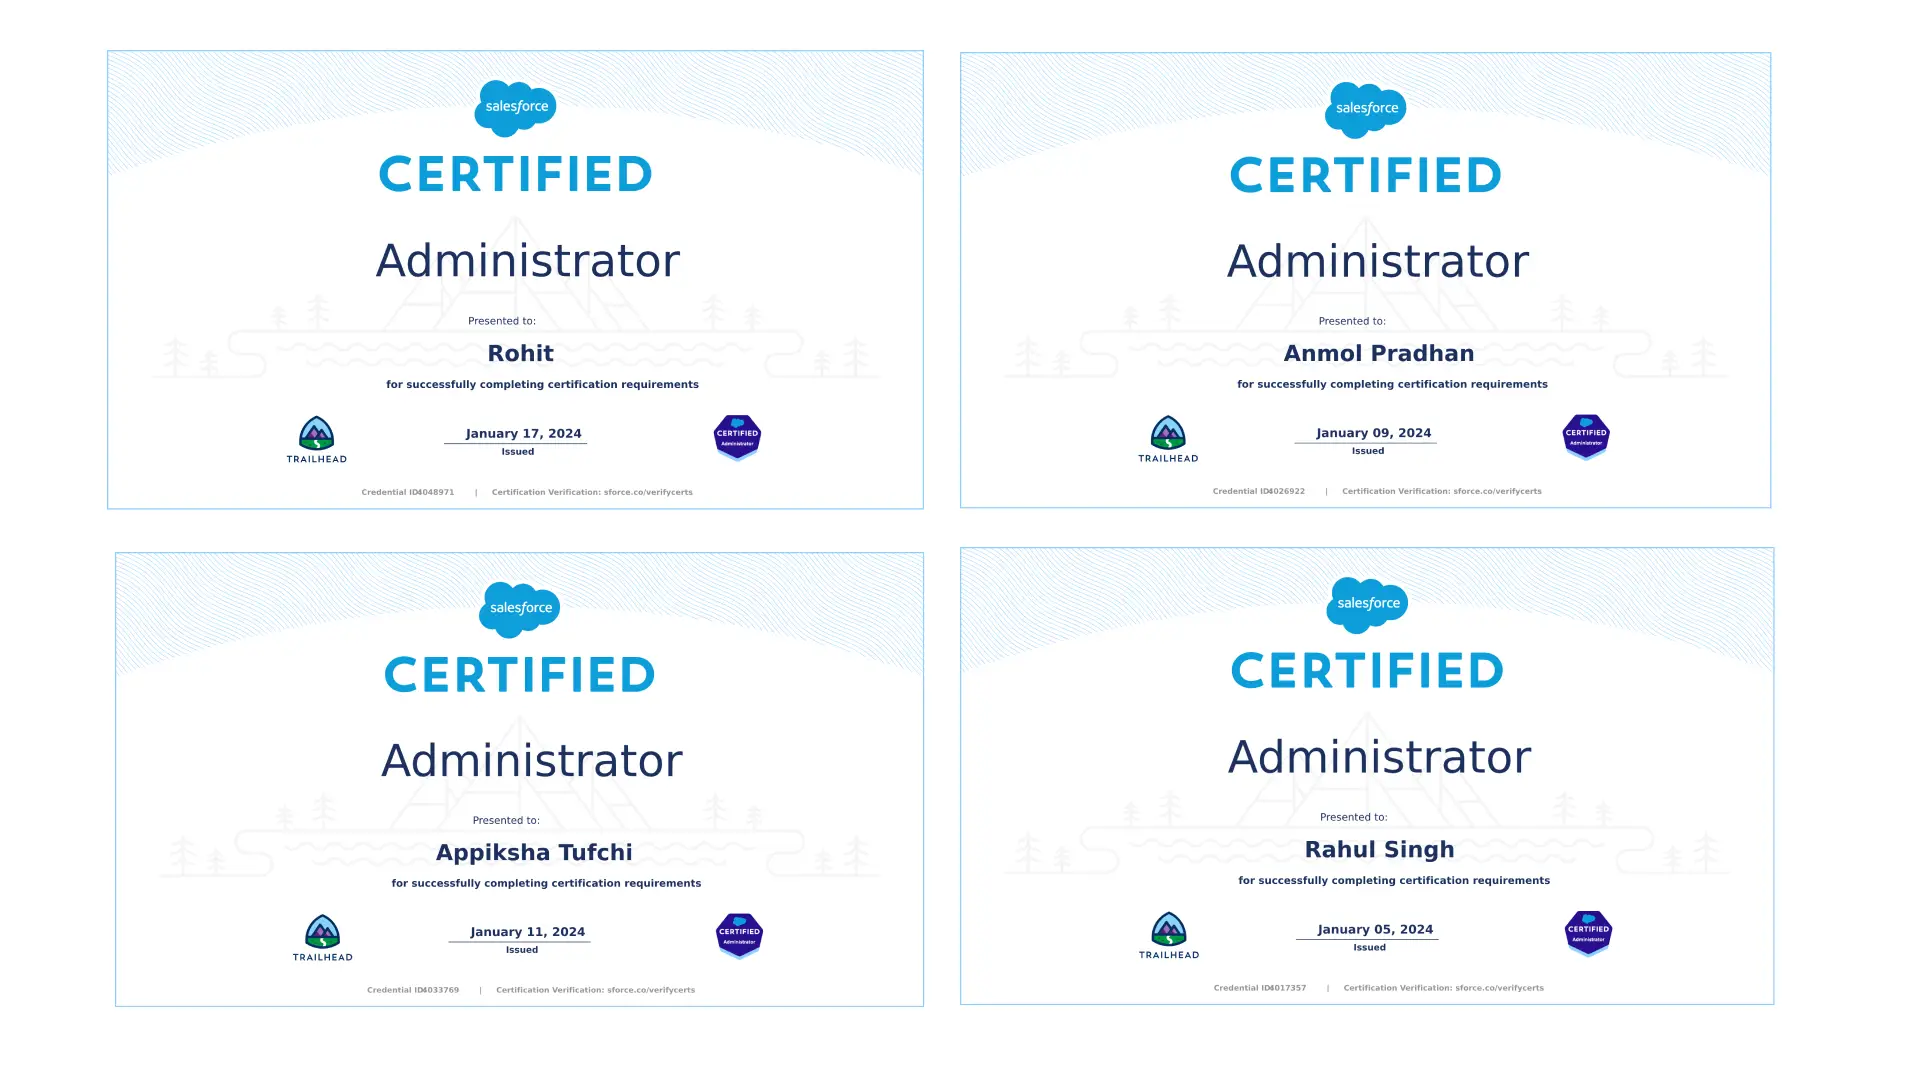 salesforce
CERTIFIED
Administrator
Presented to:
Rohit
for successfully completing certification requirements
TRAILHEAD
January 17, 2024
Issued
CERTIFIED
Administrator
Credential ID4048971 | Certification Verification: sforce.co/verifycerts
salesforce
CERTIFIED
Administrator
Presented to:
Anmol Pradhan
for successfully completing certification requirements
TRAILHEAD
January 09, 2024
Issued
CERTIFIED
Administrator
Credential ID4026922 | Certification Verification: sforce.co/verifycerts
salesforce
CERTIFIED
Administrator
Presented to:
Appiksha Tufchi
for successfully completing certification requirements
TRAILHEAD
January 11, 2024
Issued
CERTIFIED
Administrator
Credential ID4033769 | Certification Verification: sforce.co/verifycerts
salesforce
CERTIFIED
Administrator
Presented to:
Rahul Singh
for successfully completing certification requirements
TRAILHEAD
January 05, 2024
Issued
CERTIFIED
Administrator
Credential ID4017357 | Certification Verification: sforce.co/verifycerts